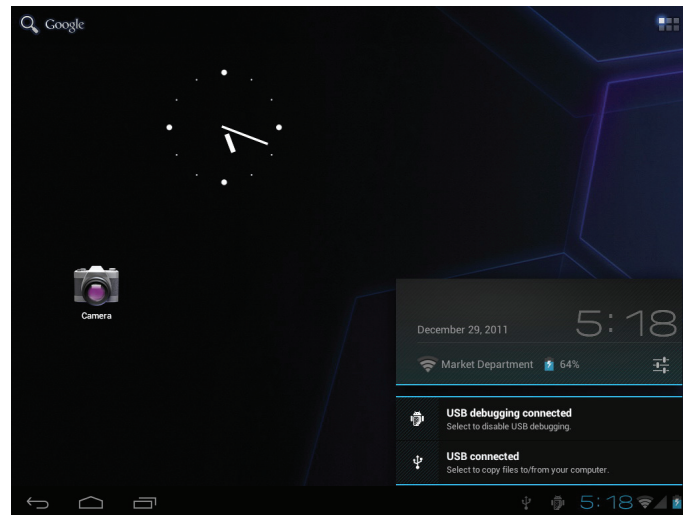 Google
Camera
December 29, 2011
5:18
Market Department 64%
USB debugging connected
Select to disable USB debugging.
USB connected
Select to copy files to/from your computer.
5:18